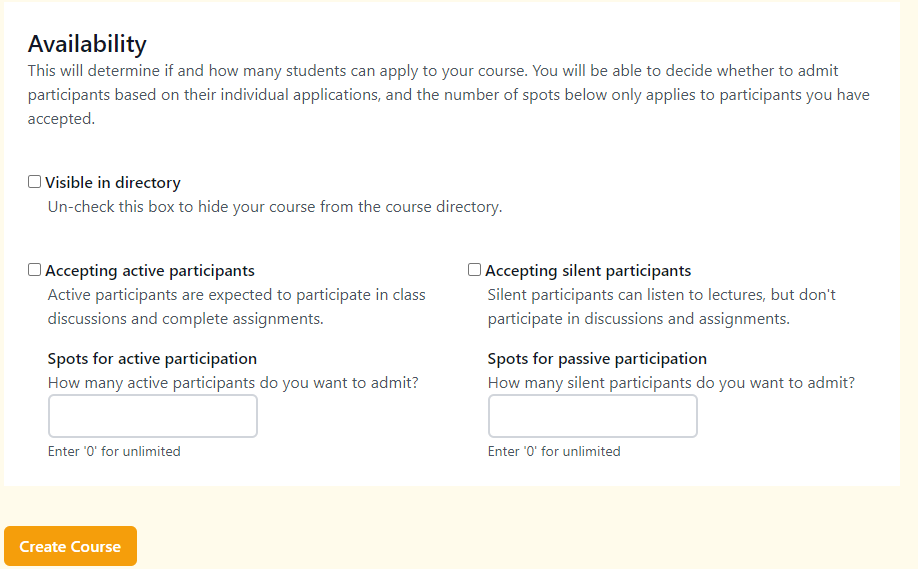 Availability
This will determine if and how many students can apply to your course. You will be able to decide whether to admit
participants based on their individual applications, and the number of spots below only applies to participants you have
accepted.
Visible in directory
Un-check this box to hide your course from the course directory.
Accepting active participants
Active participants are expected to participate in class
discussions and complete assignments.
Spots for active participation
How many active participants do you want to admit?
Enter '0' for unlimited
Accepting silent participants
Silent participants can listen to lectures, but don't
participate in discussions and assignments.
Spots for passive participation
How many silent participants do you want to admit?
Enter '0' for unlimited
Create Course